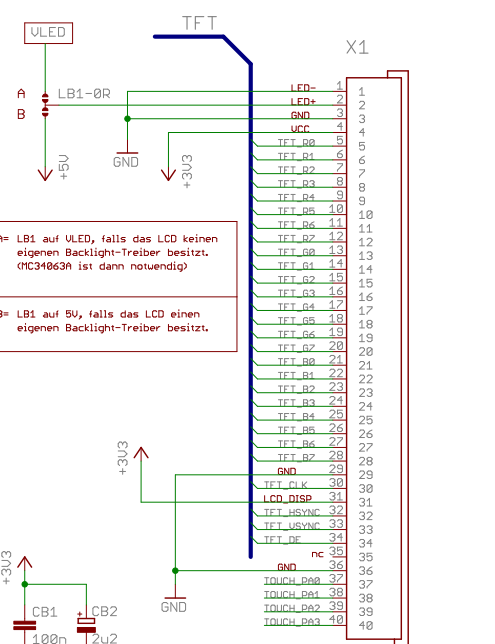 TFT
VLED
X1
A
LB1-0R
B
+5V
GND
+3V3
LED- 1 1
LED+ 2 2
GND 3 3
VCC 4 4
TFT_R0 5 5
TFT_R1 6 6
TFT_R2 7 7
TFT_R3 8 8
TFT_R4 9 9
TFT_R5 10 10
TFT_R6 11 11
TFT_R7 12 12
TFT_G0 13 13
TFT_G1 14 14
TFT_G2 15 15
TFT_G3 16 16
TFT_G4 17 17
TFT_G5 18 18
TFT_G6 19 19
TFT_G7 20 20
TFT_B0 21 21
TFT_B1 22 22
TFT_B2 23 23
TFT_B3 24 24
TFT_B4 25 25
TFT_B5 26 26
TFT_B6 27 27
TFT_B7 28 28
GND 29 29
TFT_CLK 30 30
LCD_DISP 31 31
TFT_HSYNC 32 32
TFT_VSYNC 33 33
TFT_DE 34 34
nc 35 35
GND 36 36
TOUCH_PA0 37 37
TOUCH_PA1 38 38
TOUCH_PA2 39 39
TOUCH_PA3 40 40
A= LB1 auf VLED, falls das LCD keinen
eigenen Backlight-Treiber besitzt.
(MC34063A ist dann notwendig)
B= LB1 auf 5V, falls das LCD einen
eigenen Backlight-Treiber besitzt.
+3V3
GND
+3V3
CB1
100n
+
CB2
2u2